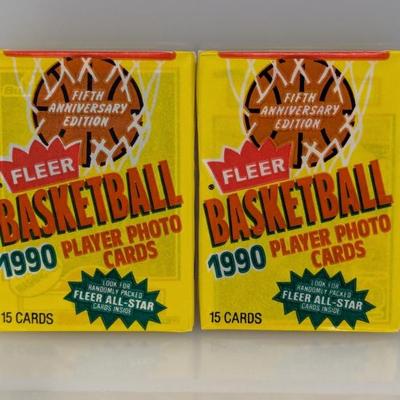 FIFTH
ANNIVERSARY
EDITION
FLEER
BASKETBALL
1990 PLAYER PHOTO
CARDS
LOOK FOR
RANDOMLY PACKED
FLEER ALL-STAR
CARDS INSIDE
15 CARDS
FIFTH
ANNIVERSARY
EDITION
FLEER
BASKETBALL
1990 PLAYER PHOTO
CARDS
LOOK FOR
RANDOMLY PACKED
FLEER ALL-STAR
CARDS INSIDE
15 CARDS